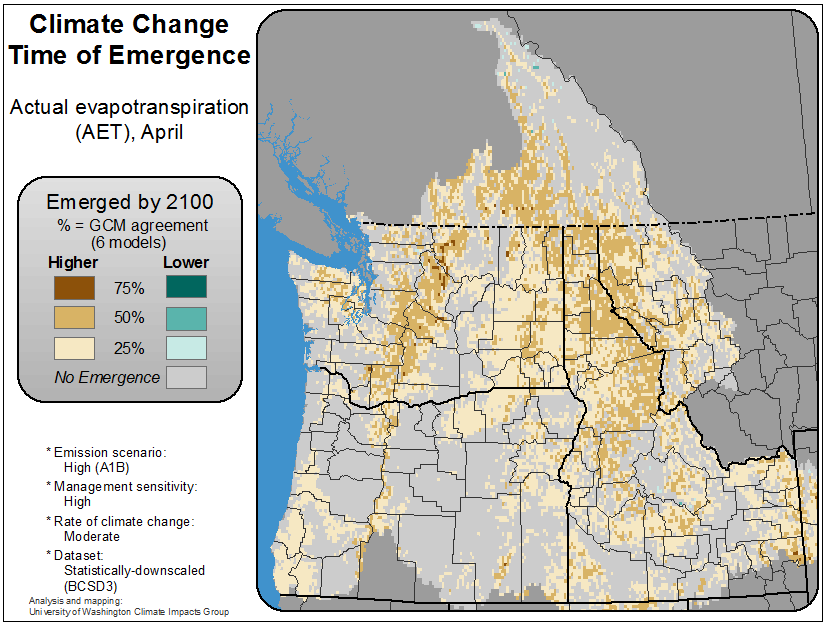 Climate Change
Time of Emergence
Actual evapotranspiration
(AET), April
Emerged by 2100
% = GCM agreement
(6 models)
Higher Lower
75%
50%
25%
No Emergence
* Emission scenario:
High (A1B)
* Management sensitivity:
High
* Rate of climate change:
Moderate
* Dataset:
Statistically-downscaled
(BCSD3)
Analysis and mapping:
University of Washington Climate Impacts Group